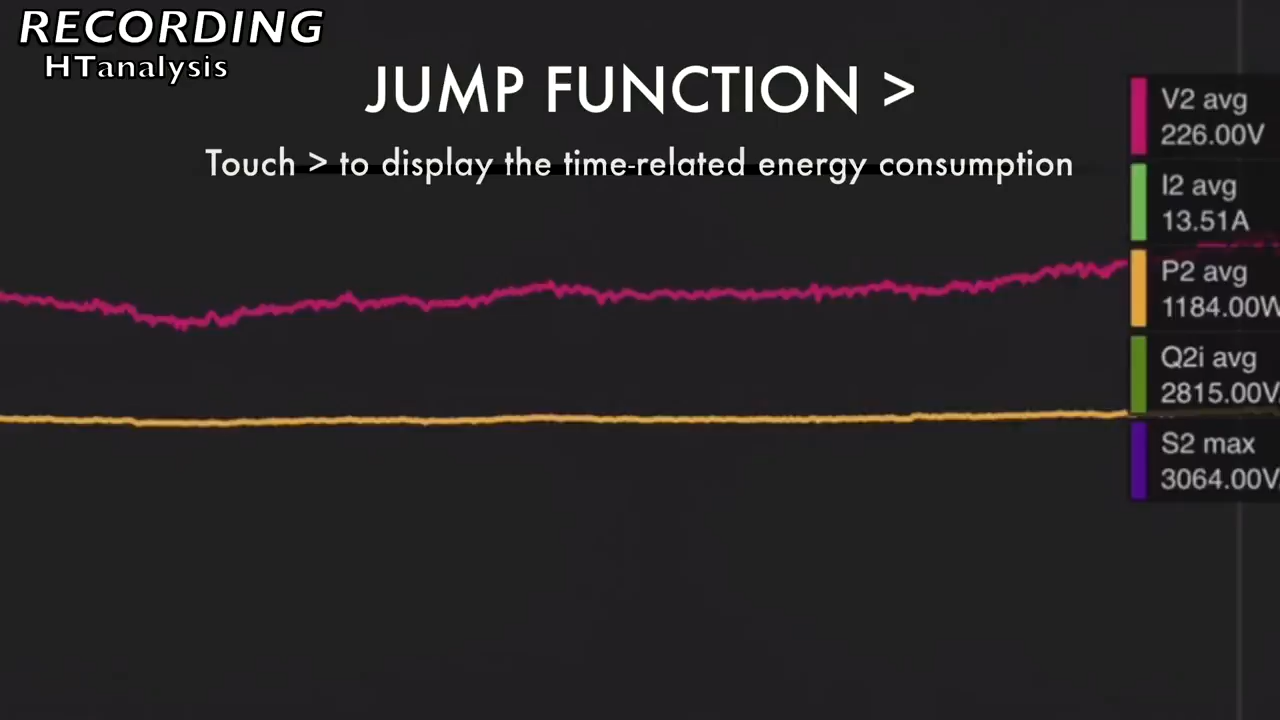 RECORDING
HTanalysis
JUMP FUNCTION >
Touch > to display the time-related energy consumption
V2 avg
226.00V
I2 avg
13.51A
P2 avg
1184.00W
Q2i avg
2815.00V
S2 max
3064.00V